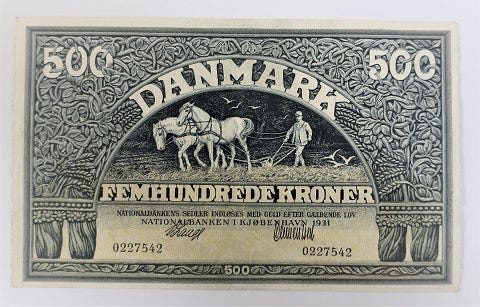 500 500
DANMARK
FEMHUNDREDE KRONER
NATIONALBANKENS SEDLER INDLØSES MED GULD EFTER GÆLDENDE LOV
NATIONALBANKEN I KJØBENHAVN 1931
0227542 0227542
500